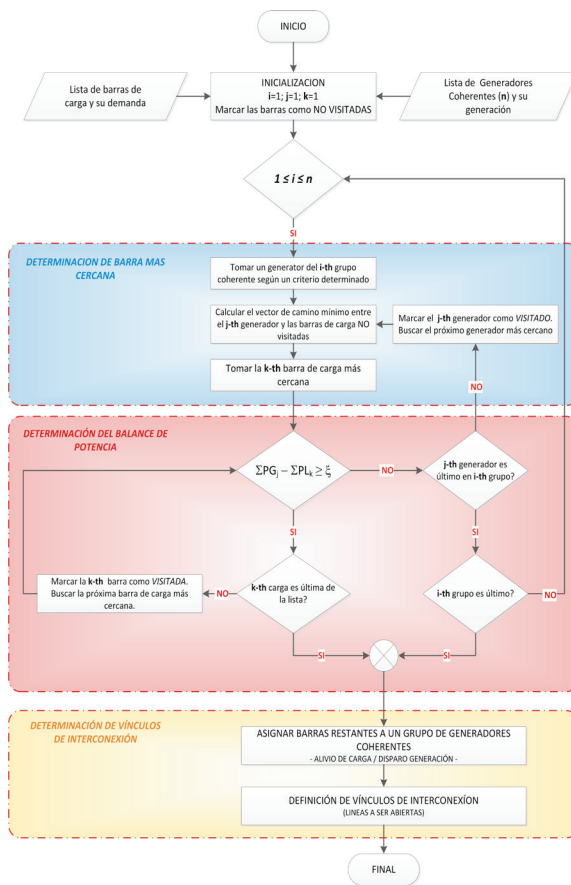 INICIO
Lista de barras de
carga y su demanda
INICIALIZACION
i=1; j=1; k=1
Marcar las barras como NO VISITADAS
Lista de Generadores
Coherentes (n) y su
generación
1 ≤ i ≤ n
SI
DETERMINACION DE BARRA MAS
CERCANA
Tomar un generator del i-th grupo
coherente según un criterio determinado
Calcular el vector de camino mínimo entre
el j-th generador y las barras de carga NO
visitadas
Marcar el j-th generador como VISITADO.
Buscar el próximo generador más cercano
Tomar la k-th barra de carga más
cercana
NO
DETERMINACIÓN DEL BALANCE DE
POTENCIA
ΣPGj – ΣPLk ≥ ξ
NO
j-th generador es
último en i-th grupo?
SI
SI
Marcar la k-th barra como VISITADA.
Buscar la próxima barra de carga más
cercana.
NO
k-th carga es última de
la lista?
i-th grupo es último?
NO
SI
SI
DETERMINACIÓN DE VÍNCULOS
DE INTERCONEXIÓN
ASIGNAR BARRAS RESTANTES A UN GRUPO DE GENERADORES
COHERENTES
- ALIVIO DE CARGA / DISPARO GENERACIÓN -
DEFINICIÓN DE VÍNCULOS DE INTERCONEXÍON
(LINEAS A SER ABIERTAS)
FINAL